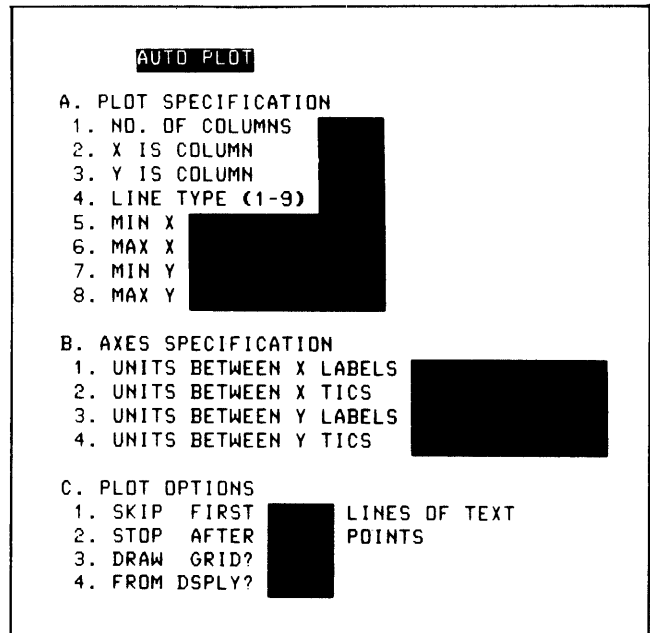 AUTO PLOT
A. PLOT SPECIFICATION
1. NO. OF COLUMNS
2. X IS COLUMN
3. Y IS COLUMN
4. LINE TYPE (1-9)
5. MIN X
6. MAX X
7. MIN Y
8. MAX Y
B. AXES SPECIFICATION
1. UNITS BETWEEN X LABELS
2. UNITS BETWEEN X TICS
3. UNITS BETWEEN Y LABELS
4. UNITS BETWEEN Y TICS
C. PLOT OPTIONS
1. SKIP FIRST LINES OF TEXT
2. STOP AFTER POINTS
3. DRAW GRID?
4. FROM DSPLY?